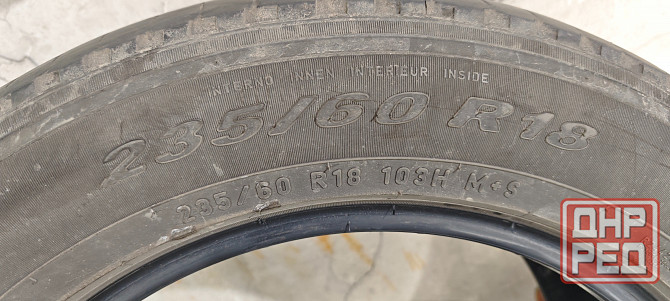 INTERNO INNEN INTERIEUR INSIDE
235/60 R18
235/60 R18 103H M+S
ДНР
РЕО